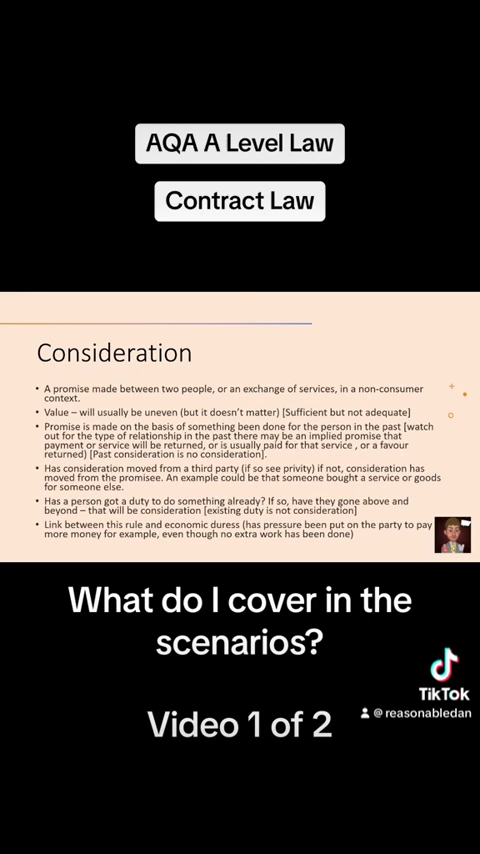 AQA A Level Law
Contract Law
Consideration
• A promise made between two people, or an exchange of services, in a non-consumer
context.
• Value – will usually be uneven (but it doesn't matter) [Sufficient but not adequate]
• Promise is made on the basis of something been done for the person in the past [watch
out for the type of relationship in the past there may be an implied promise that
payment or service will be returned, or is usually paid for that service , or a favour
returned) [Past consideration is no consideration].
• Has consideration moved from a third party (if so see privity) if not, consideration has
moved from the promisee. An example could be that someone bought a service or goods
for someone else.
• Has a person got a duty to do something already? If so, have they gone above and
beyond – that will be consideration [existing duty is not consideration]
• Link between this rule and economic duress (has pressure been put on the party to pay
more money for example, even though no extra work has been done)
What do I cover in the
scenarios?
TikTok
@reasonabledan
Video 1 of 2